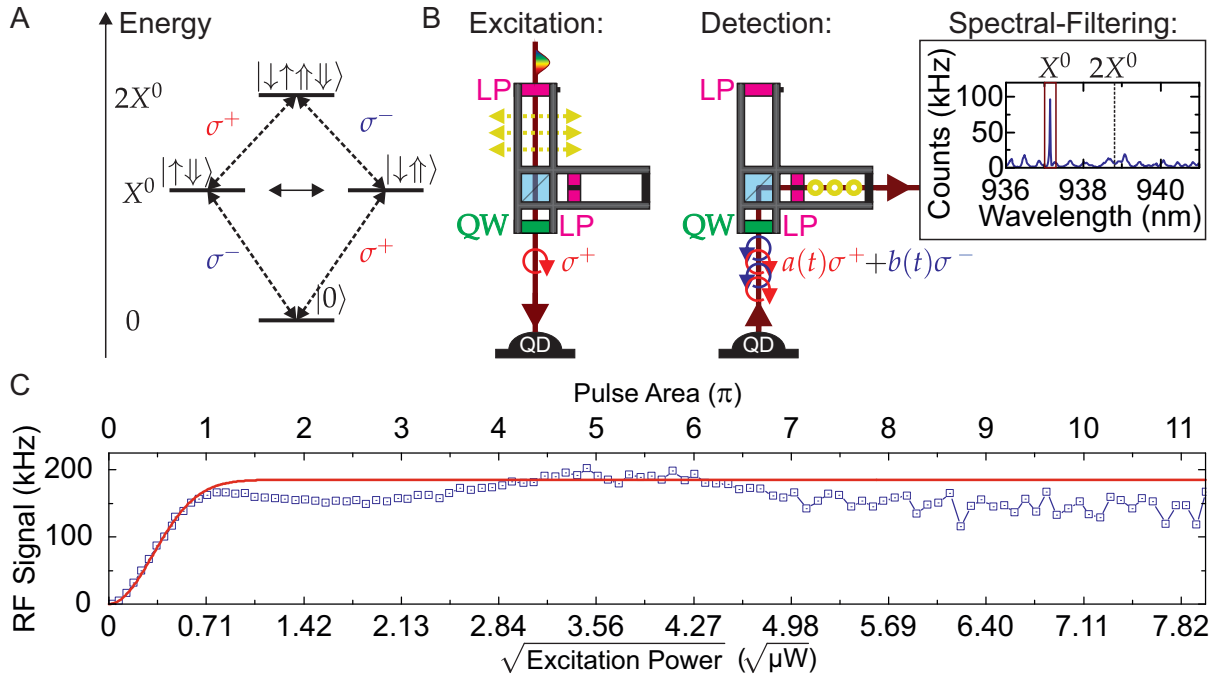 A
Energy
|↓↑⇑⇓⟩
2X⁰
σ⁺
σ⁻
|↑⇓⟩
|↓⇑⟩
X⁰
σ⁻
σ⁺
|0⟩
0
B
Excitation:
LP
QW
LP
σ⁺
QD
Detection:
QW
LP
a(t)σ⁺+b(t)σ⁻
QD
Spectral-Filtering:
X⁰ 2X⁰
Counts (kHz)
100
50
0
936 938 940
Wavelength (nm)
C
Pulse Area (π)
0 1 2 3 4 5 6 7 8 9 10 11
RF Signal (kHz)
200
100
0
0 0.71 1.42 2.13 2.84 3.56 4.27 4.98 5.69 6.40 7.11 7.82
√Excitation Power (√μW)